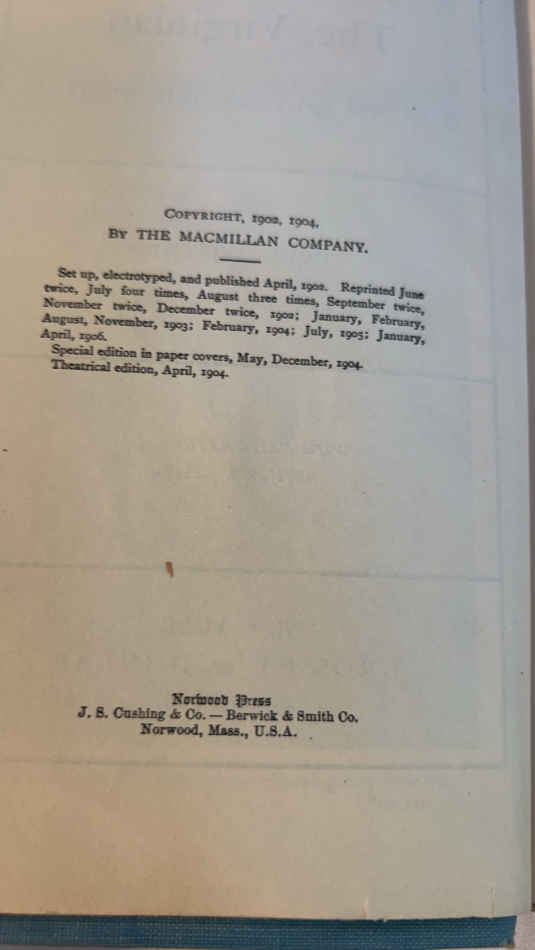 The Virginian
COPYRIGHT, 1902, 1904,
BY THE MACMILLAN COMPANY.
Set up, electrotyped, and published April, 1902. Reprinted June
twice, July four times, August three times, September twice,
November twice, December twice, 1902; January, February,
August, November, 1903; February, 1904; July, 1905; January,
April, 1906.
Special edition in paper covers, May, December, 1904.
Theatrical edition, April, 1904.
Norwood Press
J. S. Cushing & Co. — Berwick & Smith Co.
Norwood, Mass., U.S.A.